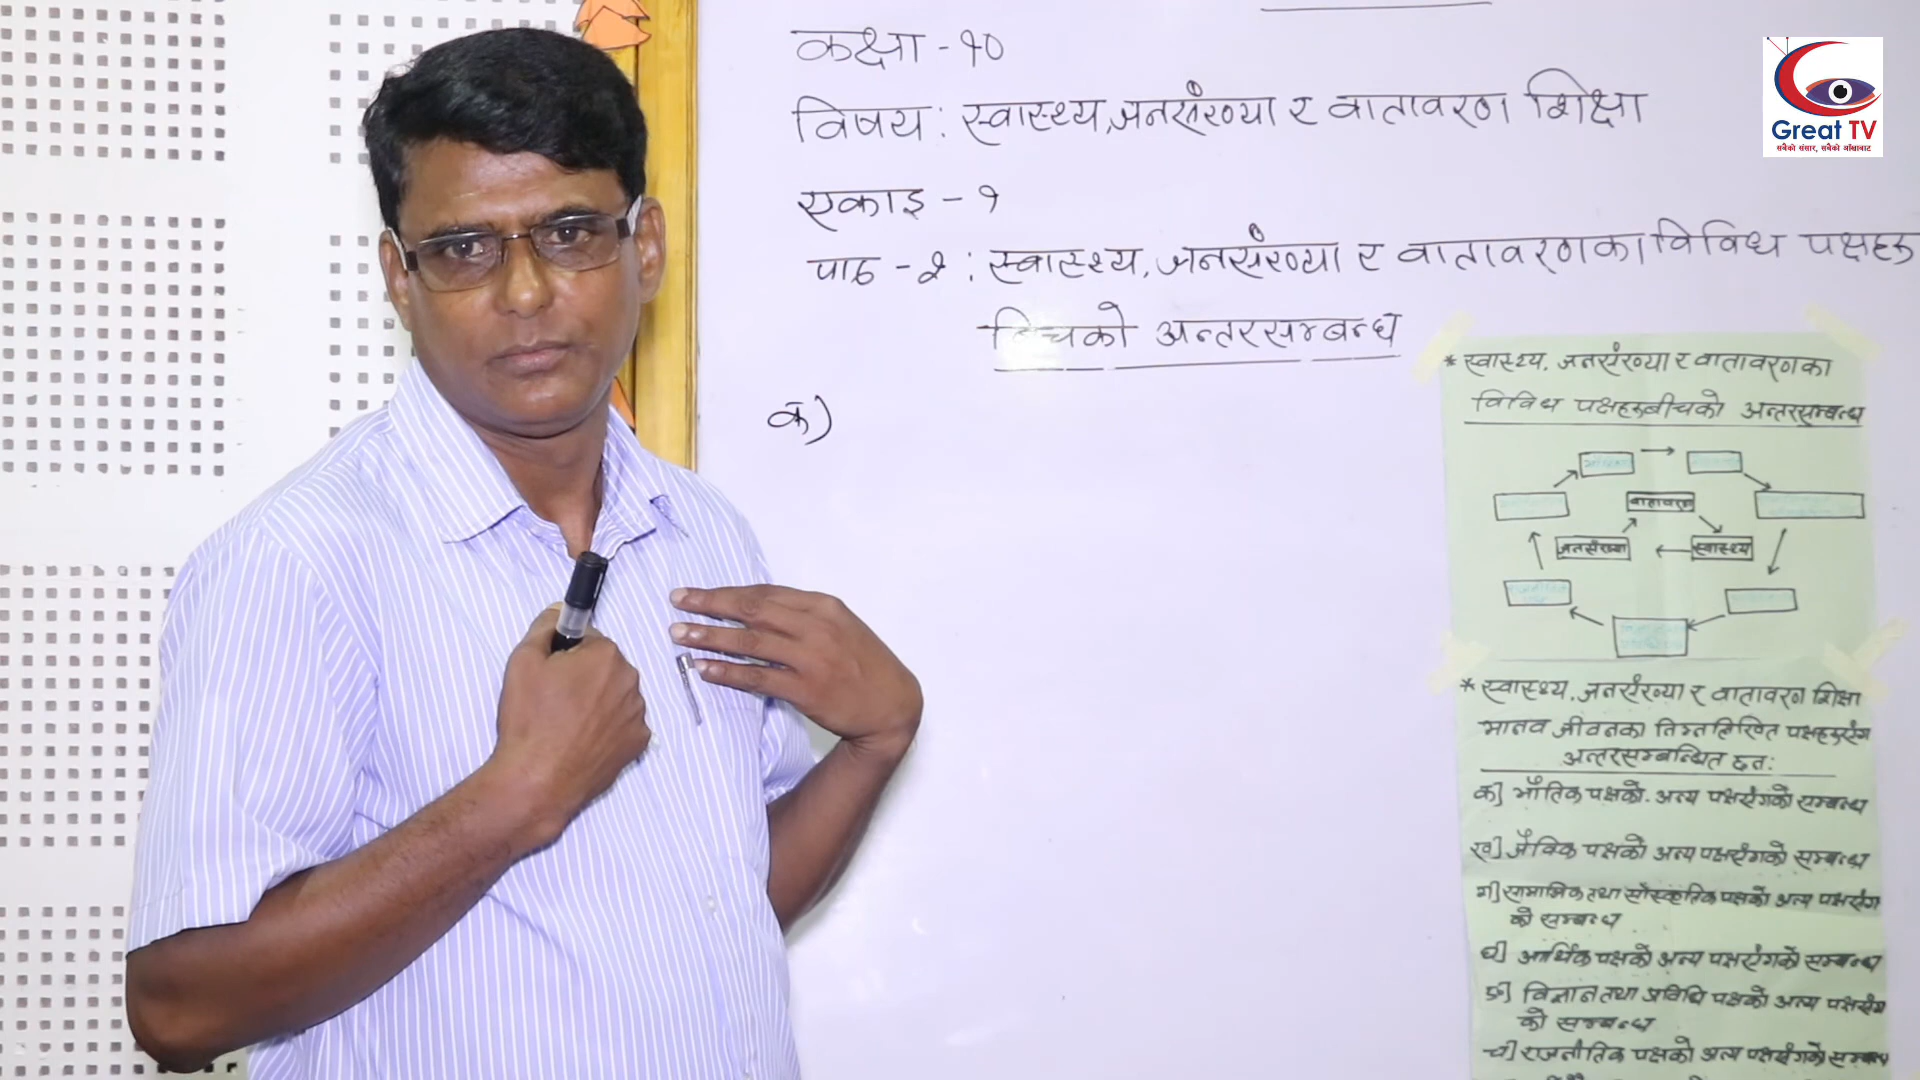 कक्षा - १०
विषय: स्वास्थ्य, जनसंख्या र वातावरण शिक्षा
एकाइ - १
पाठ - २: स्वास्थ्य, जनसंख्या र वातावरणका विविध पक्षहरु
बिचको अन्तरसम्बन्ध
क)
Great TV
सबैको संसार, सबैको आँखाबाट
* स्वास्थ्य, जनसंख्या र वातावरणका
विविध पक्षहरुबीचको अन्तरसम्बन्ध
वातावरण
जनसंख्या
स्वास्थ्य
* स्वास्थ्य, जनसंख्या र वातावरण शिक्षा
मानव जीवनका निम्नलिखित पक्षहरुसँग
अन्तरसम्बन्धित छन:
क) भौतिक पक्षको अन्य पक्षसँगको सम्बन्ध
ख) जैविक पक्षको अन्य पक्षसँगको सम्बन्ध
ग) सामाजिक तथा साँस्कृतिक पक्षको अन्य पक्षसँग
को सम्बन्ध
घ) आर्थिक पक्षको अन्य पक्षसँगको सम्बन्ध
ङ) विज्ञान तथा प्रविधि पक्षको अन्य पक्षसँग
को सम्बन्ध
च) राजनीतिक पक्षको अन्य पक्षसँगको सम्बन्ध